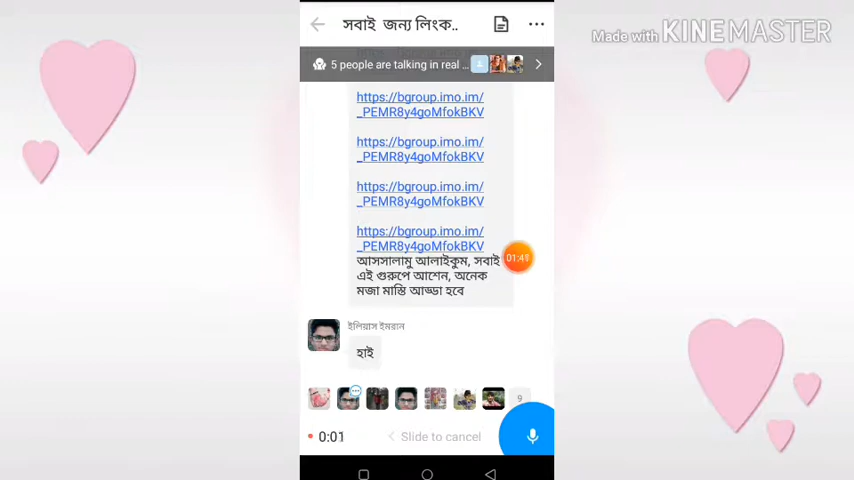 সবাই জন্য লিংক..
Made with KINEMASTER
5 people are talking in real ...
https://bgroup.imo.im/
_PEMR8y4goMfokBKV
https://bgroup.imo.im/
_PEMR8y4goMfokBKV
https://bgroup.imo.im/
_PEMR8y4goMfokBKV
https://bgroup.imo.im/
_PEMR8y4goMfokBKV
আসসালামু আলাইকুম, সবাই
এই গুরুপে আশেন, অনেক
মজা মাস্তি আড্ডা হবে
01:41
ইলিয়াস ইমরান
হাই
9
0:01
Slide to cancel